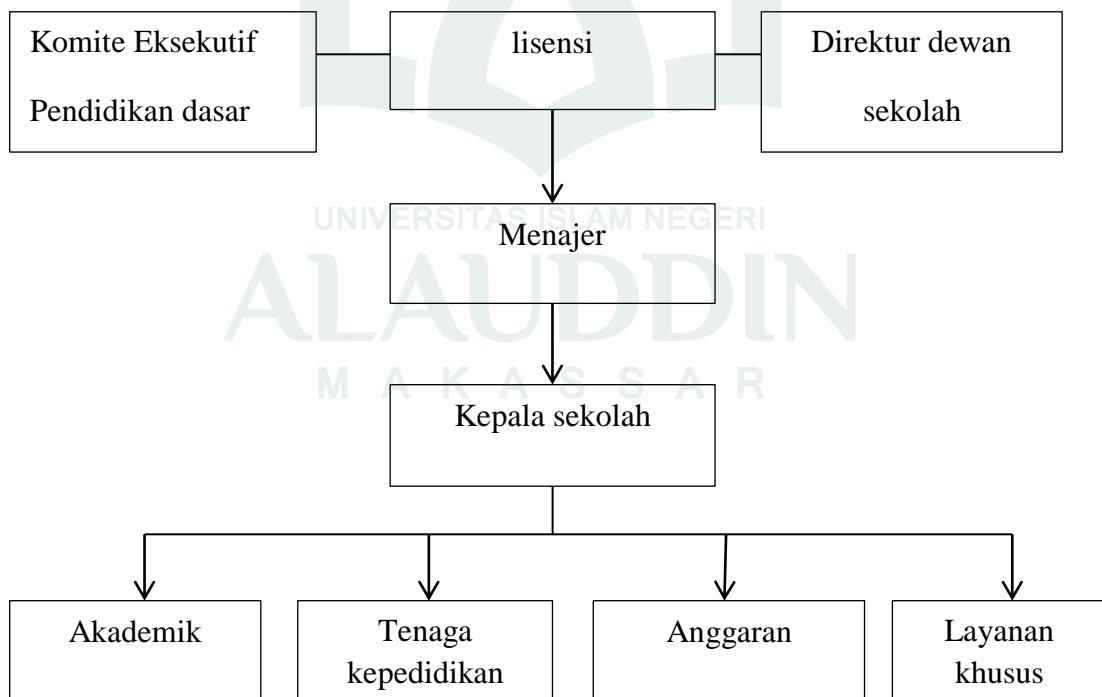 Komite Eksekutif
Pendidikan dasar
lisensi
Direktur dewan
sekolah
UNIVERSITAS ISLAM NEGERI
Menajer
ALAUDDIN
MAKASSAR
Kepala sekolah
Akademik
Tenaga
kepedidikan
Anggaran
Layanan
khusus